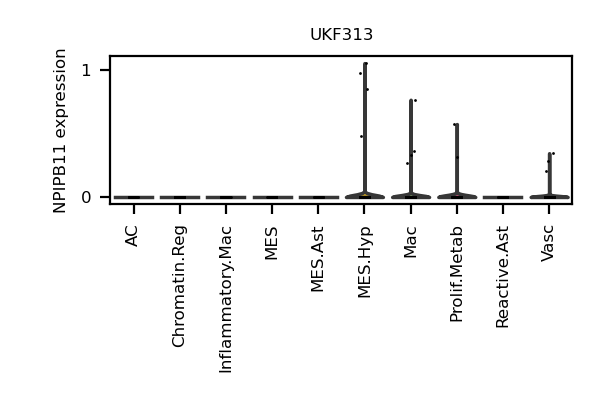 UKF313
NPIPB11 expression
1
0
AC
Chromatin.Reg
Inflammatory.Mac
MES
MES.Ast
MES.Hyp
Mac
Prolif.Metab
Reactive.Ast
Vasc